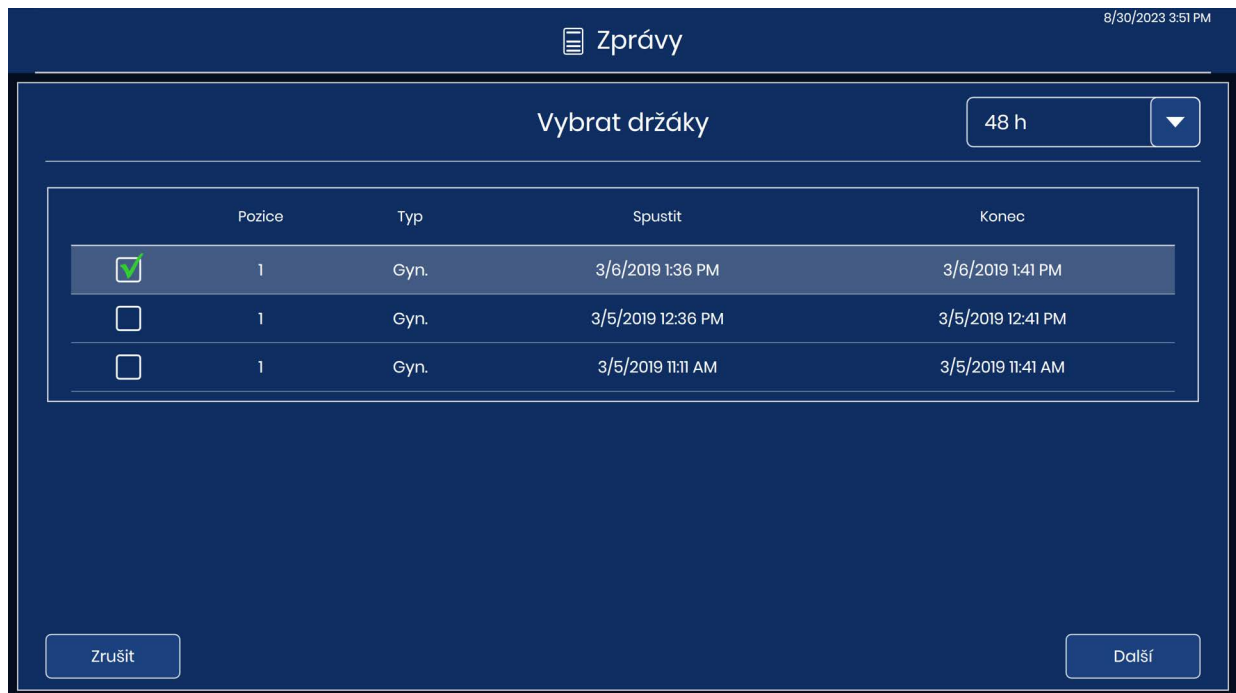 8/30/2023 3:51 PM
Zprávy
Vybrat držáky
48 h
Pozice Typ Spustit Konec
1 Gyn. 3/6/2019 1:36 PM 3/6/2019 1:41 PM
1 Gyn. 3/5/2019 12:36 PM 3/5/2019 12:41 PM
1 Gyn. 3/5/2019 11:11 AM 3/5/2019 11:41 AM
Zrušit Další